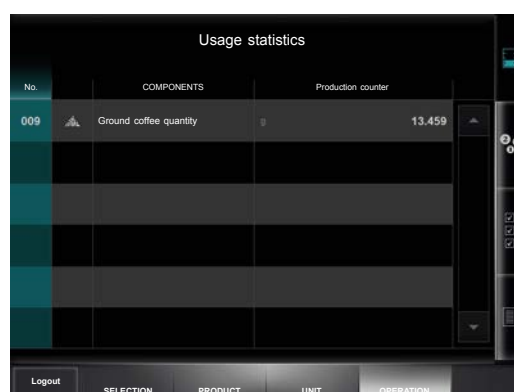 Usage statistics
No. COMPONENTS Production counter
009 Ground coffee quantity g 13.459
Logout
SELECTION PRODUCT UNIT OPERATION